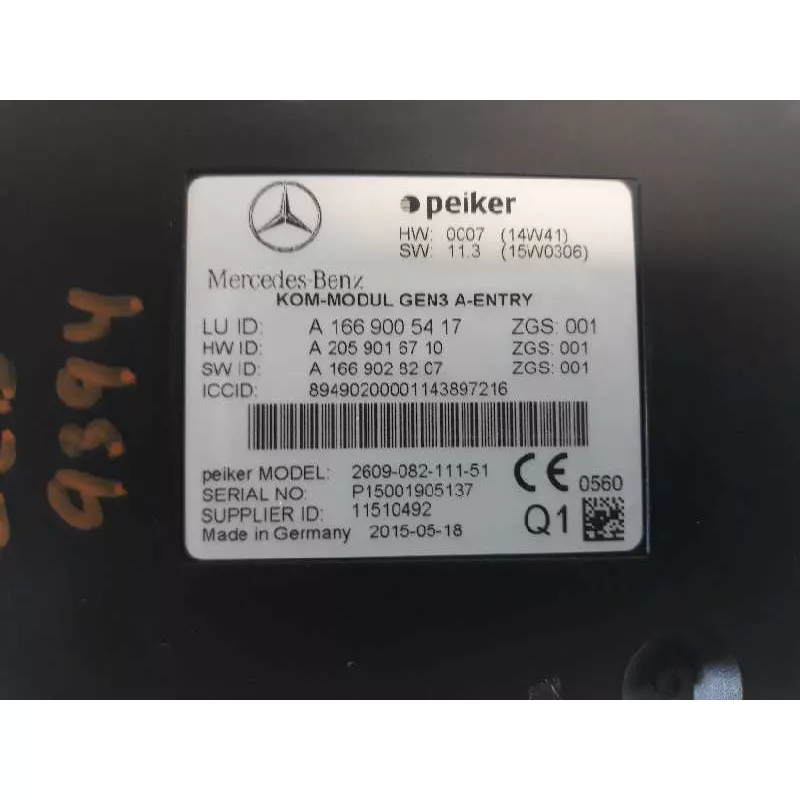 peiker
HW: 0007 (14W41)
SW: 11.3 (15W0306)
Mercedes-Benz
KOM-MODUL GEN3 A-ENTRY
LU ID: A 166 900 54 17 ZGS: 001
HW ID: A 205 901 67 10 ZGS: 001
SW ID: A 166 902 82 07 ZGS: 001
ICCID: 89490200001143897216
peiker MODEL: 2609-082-111-51
SERIAL NO: P15001905137
SUPPLIER ID: 11510492
Made in Germany 2015-05-18
CE 0560
Q1
9394